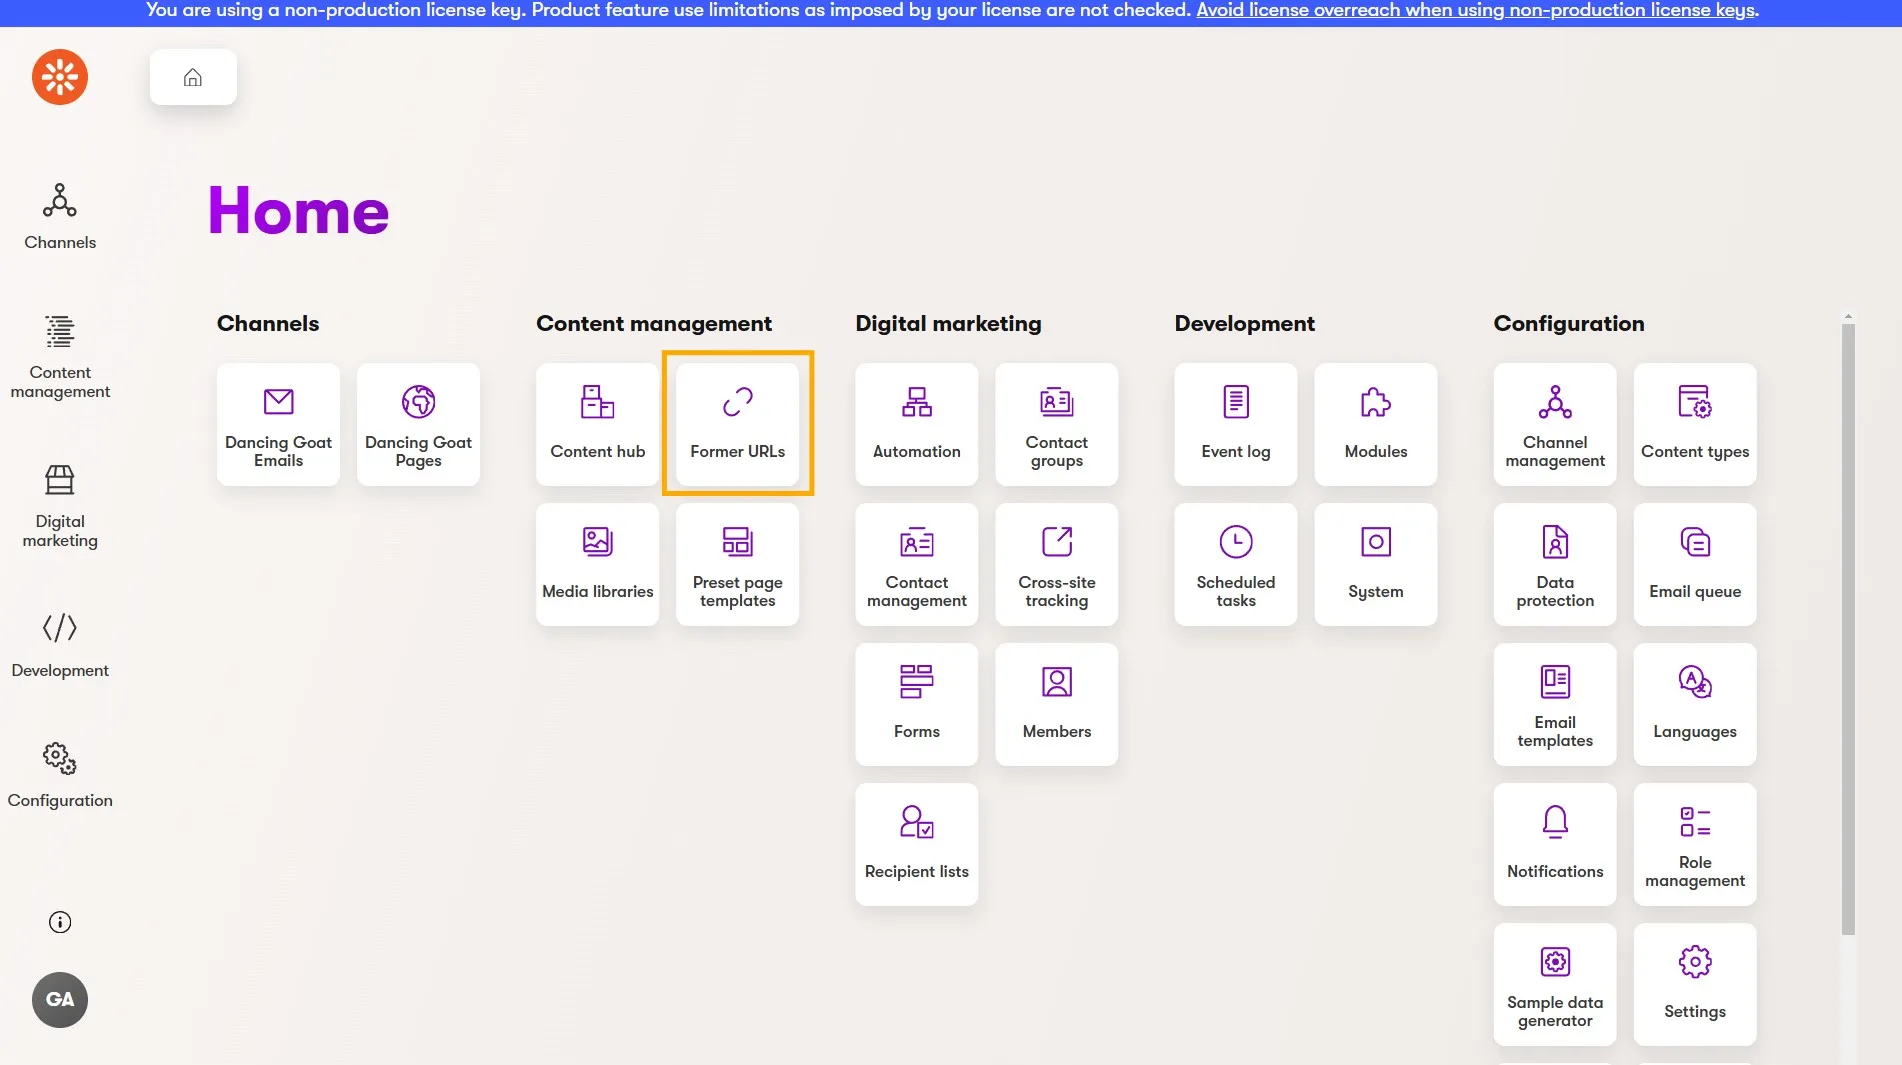 You are using a non-production license key. Product feature use limitations as imposed by your license are not checked. Avoid license overreach when using non-production license keys.
Channels
Content
management
Digital
marketing
Development
Configuration
GA
Home
Channels
Dancing Goat
Emails
Dancing Goat
Pages
Content management
Content hub
Former URLs
Media libraries
Preset page
templates
Digital marketing
Automation
Contact
groups
Contact
management
Cross-site
tracking
Forms
Members
Recipient lists
Development
Event log
Modules
Scheduled
tasks
System
Configuration
Channel
management
Content types
Data
protection
Email queue
Email
templates
Languages
Notifications
Role
management
Sample data
generator
Settings